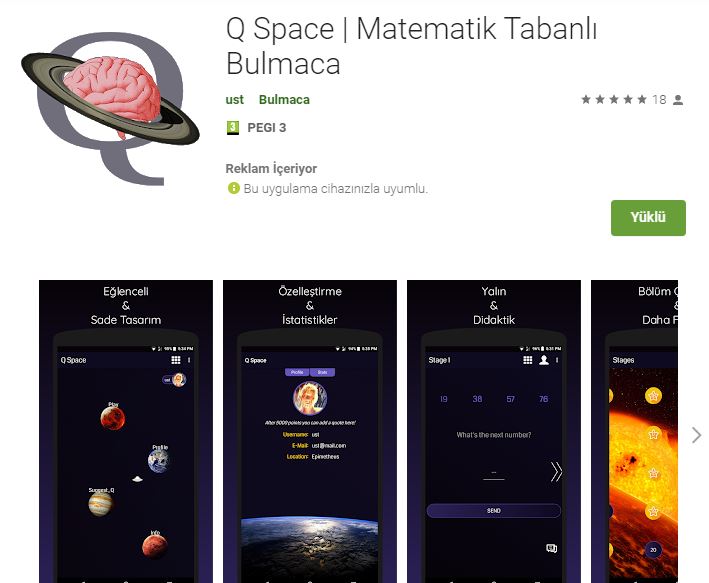 Q Space | Matematik Tabanlı
Bulmaca
ust Bulmaca
18
3 PEGI 3
Reklam İçeriyor
Bu uygulama cihazınızla uyumlu.
Yüklü
Eğlenceli
&
Sade Tasarım
Q Space
ust
Play
Profile
Suggest_Q
Info
Özelleştirme
&
İstatistikler
Q Space
Profile Stats
After 5000 points you can add a quote here!
Username: ust
E-Mail: ust@mail.com
Location: Epimetheus
Yalın
&
Didaktik
Stage 1
19 38 57 76
What's the next number?
SEND
Bölüm
&
Daha F
Stages
20